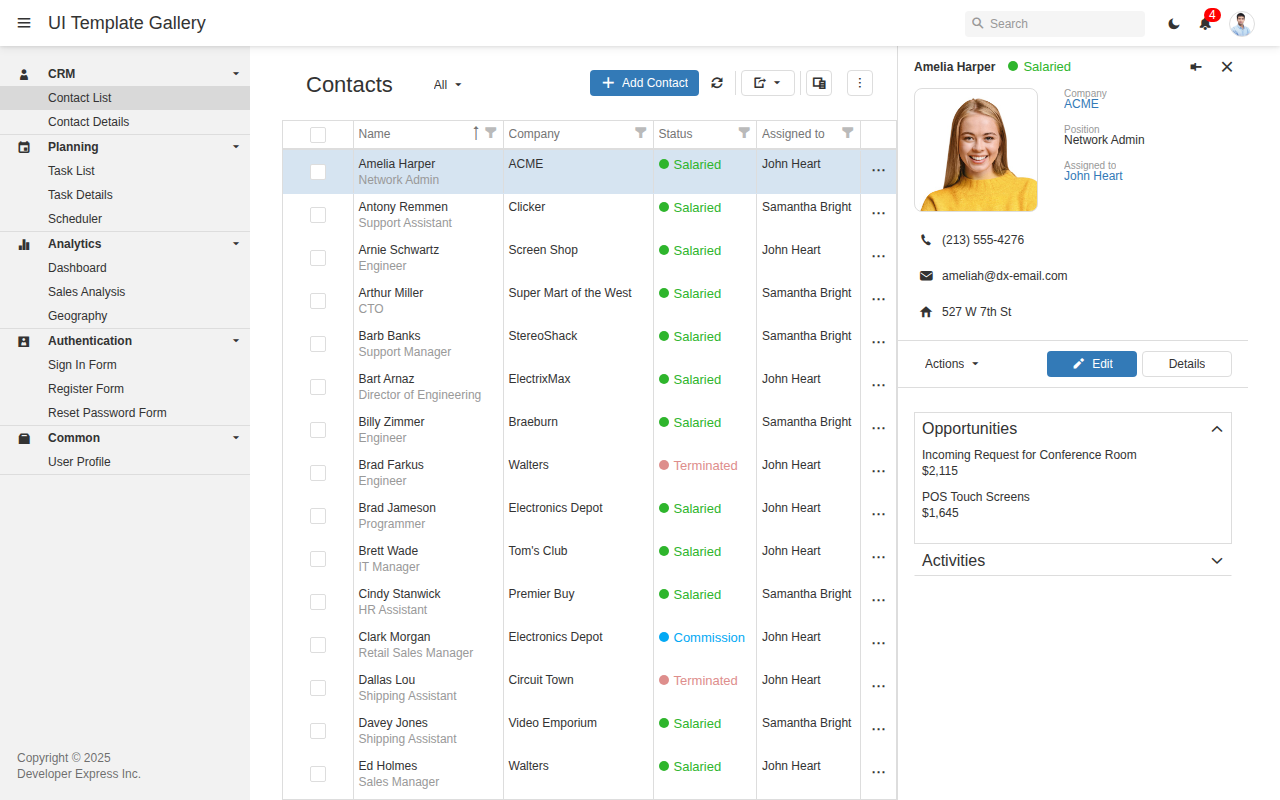 UI Template Gallery
Search
4
CRM
Contact List
Contact Details
Planning
Task List
Task Details
Scheduler
Analytics
Dashboard
Sales Analysis
Geography
Authentication
Sign In Form
Register Form
Reset Password Form
Common
User Profile
Copyright © 2025
Developer Express Inc.
Contacts
All
Add Contact
Name Company Status Assigned to
Amelia Harper ACME Salaried John Heart
Network Admin
Antony Remmen Clicker Salaried Samantha Bright
Support Assistant
Arnie Schwartz Screen Shop Salaried John Heart
Engineer
Arthur Miller Super Mart of the West Salaried Samantha Bright
CTO
Barb Banks StereoShack Salaried Samantha Bright
Support Manager
Bart Arnaz ElectrixMax Salaried John Heart
Director of Engineering
Billy Zimmer Braeburn Salaried Samantha Bright
Engineer
Brad Farkus Walters Terminated John Heart
Engineer
Brad Jameson Electronics Depot Salaried John Heart
Programmer
Brett Wade Tom's Club Salaried John Heart
IT Manager
Cindy Stanwick Premier Buy Salaried Samantha Bright
HR Assistant
Clark Morgan Electronics Depot Commission John Heart
Retail Sales Manager
Dallas Lou Circuit Town Terminated John Heart
Shipping Assistant
Davey Jones Video Emporium Salaried Samantha Bright
Shipping Assistant
Ed Holmes Walters Salaried John Heart
Sales Manager
Amelia Harper Salaried
Company
ACME
Position
Network Admin
Assigned to
John Heart
(213) 555-4276
ameliah@dx-email.com
527 W 7th St
Actions Edit Details
Opportunities
Incoming Request for Conference Room
$2,115
POS Touch Screens
$1,645
Activities